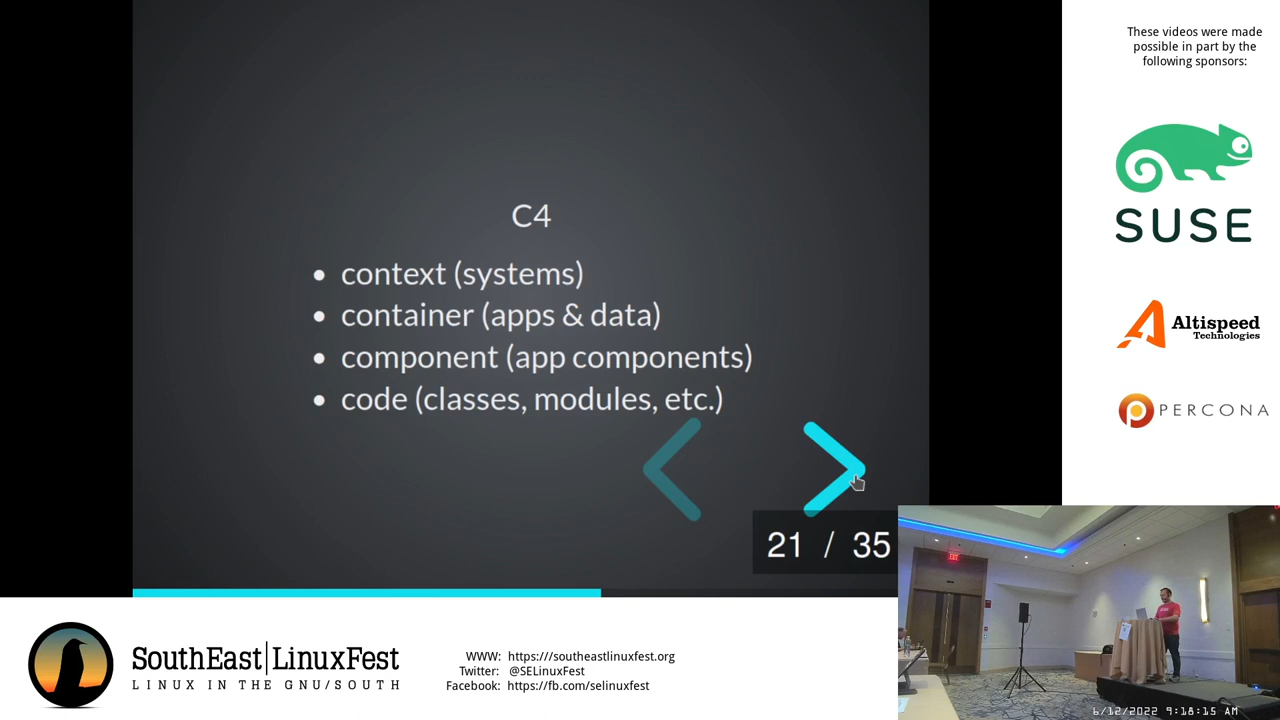 These videos were made
possible in part by the
following sponsors:
C4
• context (systems)
• container (apps & data)
• component (app components)
• code (classes, modules, etc.)
21 / 35
SUSE
Altispeed
Technologies
PERCONA
SouthEast|LinuxFest
LINUX IN THE GNU/SOUTH
WWW: https:///southeastlinuxfest.org
Twitter: @SELinuxFest
Facebook: https://fb.com/selinuxfest
6/12/2022 9:18:15 AM